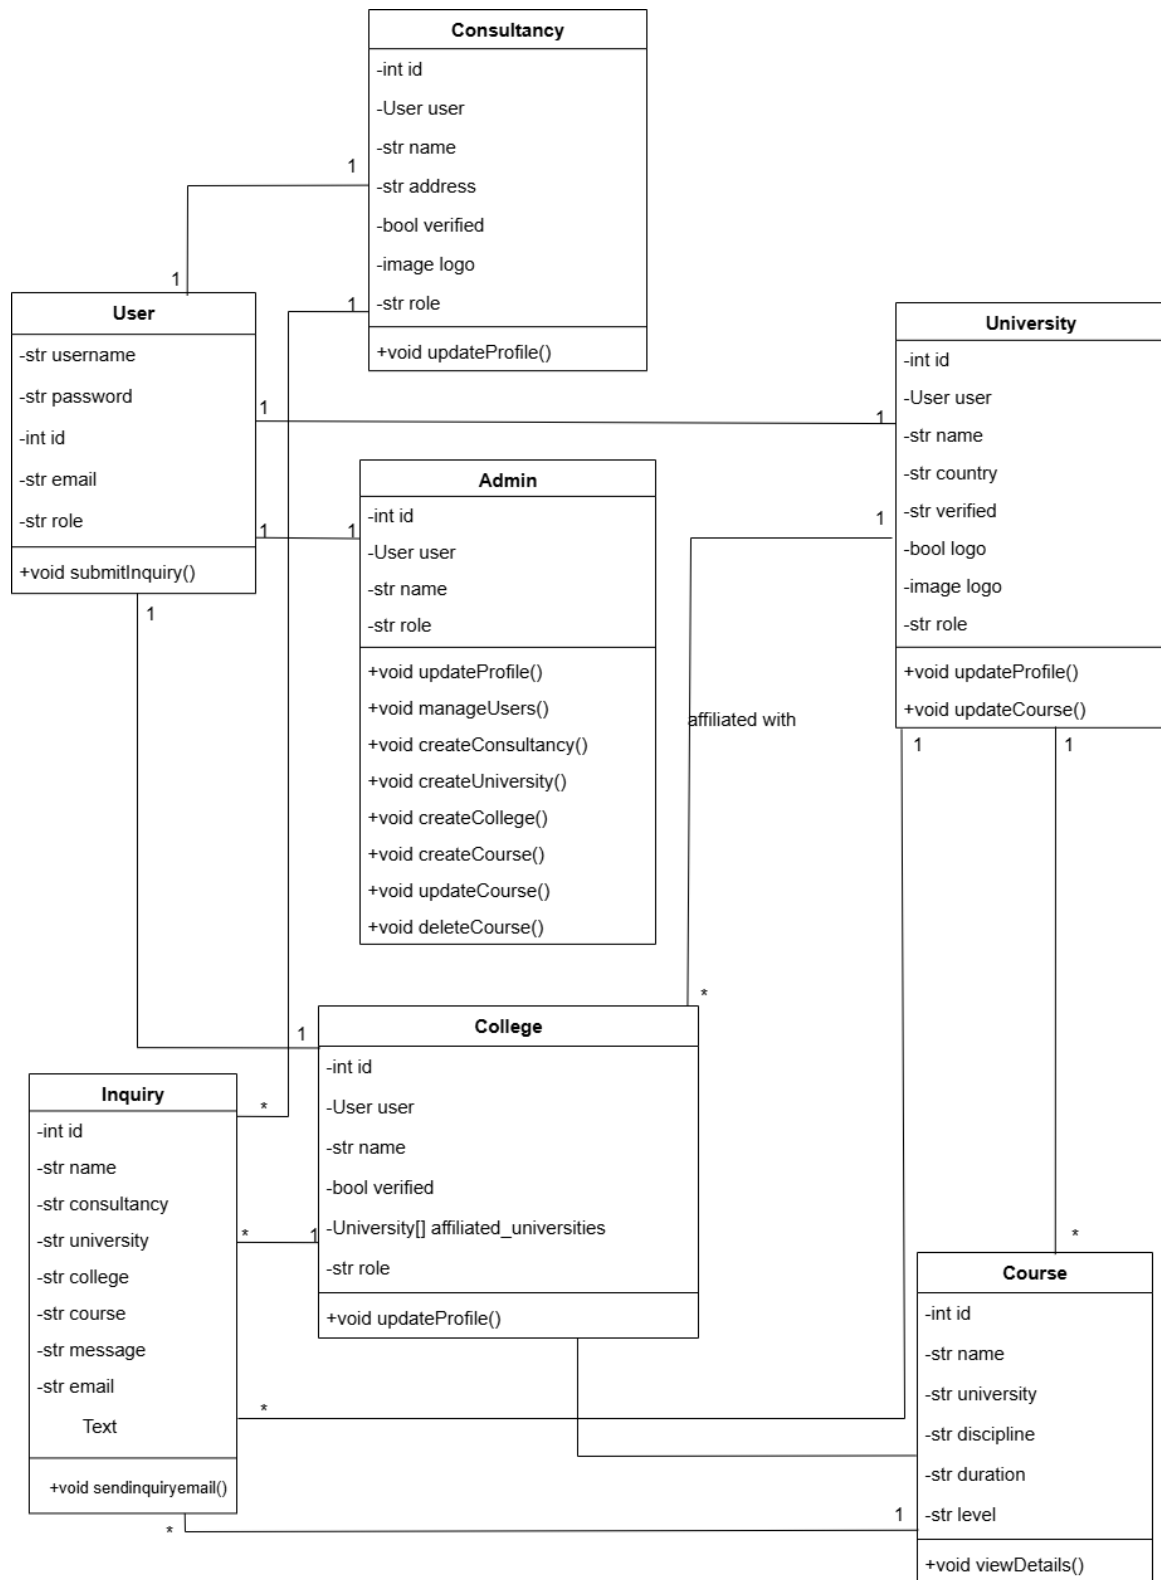 Consultancy
-int id
-User user
-str name
-str address
-bool verified
-image logo
-str role
+void updateProfile()
1
1
1
User
-str username
-str password
-int id
-str email
-str role
+void submitInquiry()
1
1
1
1
1
University
-int id
-User user
-str name
-str country
-str verified
-bool logo
-image logo
-str role
+void updateProfile()
+void updateCourse()
1
1
1
Admin
-int id
-User user
-str name
-str role
+void updateProfile()
+void manageUsers()
+void createConsultancy()
+void createUniversity()
+void createCollege()
+void createCourse()
+void updateCourse()
+void deleteCourse()
affiliated with
*
1
College
-int id
-User user
-str name
-bool verified
-University[] affiliated_universities
-str role
+void updateProfile()
Inquiry
-int id
-str name
-str consultancy
-str university
-str college
-str course
-str message
-str email
Text
+void sendinquiryemail()
*
*
1
*
*
*
Course
-int id
-str name
-str university
-str discipline
-str duration
-str level
+void viewDetails()
1